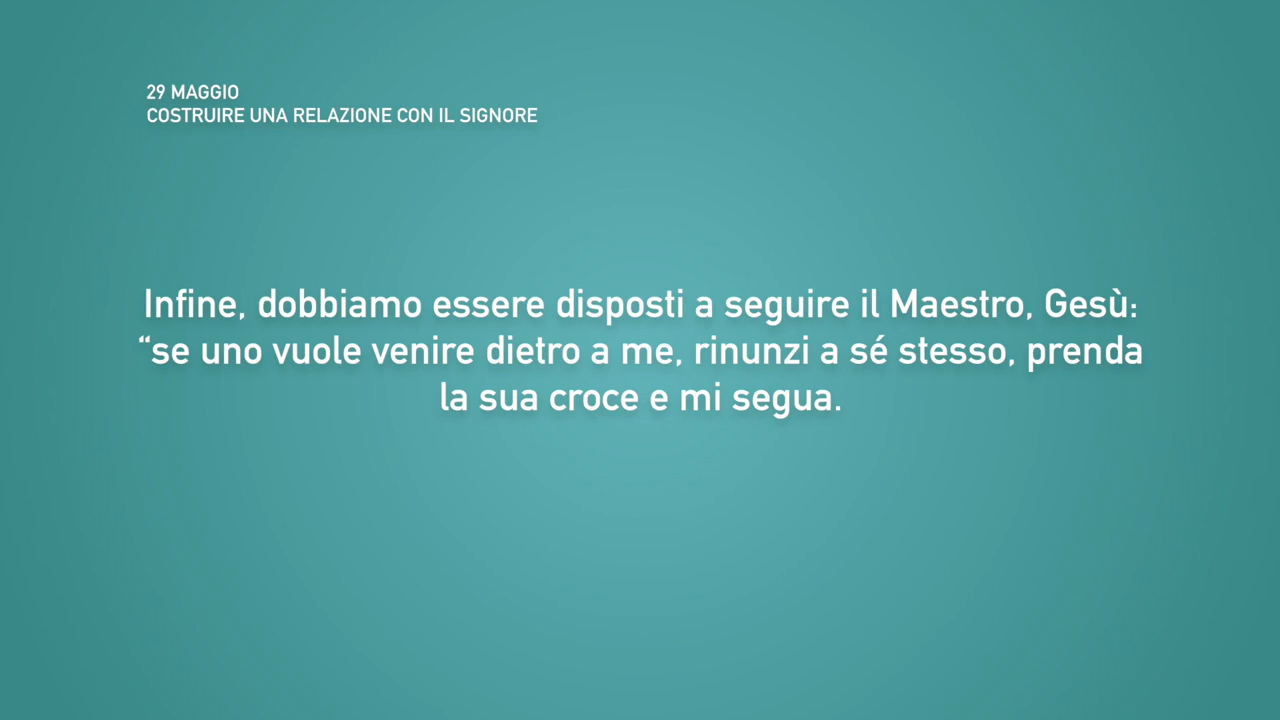 29 MAGGIO
COSTRUIRE UNA RELAZIONE CON IL SIGNORE
Infine, dobbiamo essere disposti a seguire il Maestro, Gesù:
“se uno vuole venire dietro a me, rinunzi a sé stesso, prenda
la sua croce e mi segua.